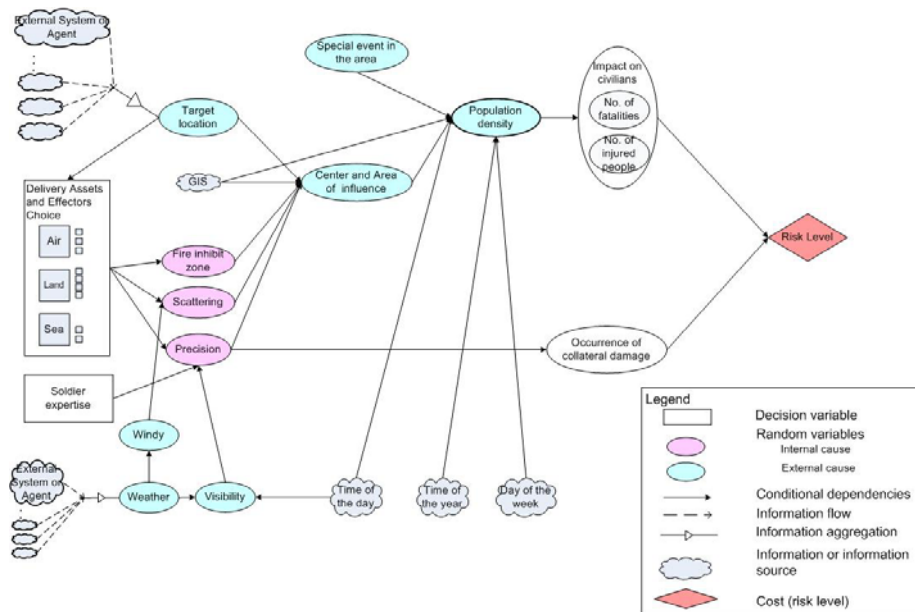 External System or
Agent
Special event in
the area
Impact on
civilians
No. of
fatalities
No. of
injured
people
Target
location
Population
density
GIS
Center and Area
of influence
Delivery Assets
and Effectors
Choice
Air
Land
Sea
Fire inhibit
zone
Scattering
Precision
Risk Level
Occurrence of
collateral damage
Soldier
expertise
Windy
External
System or
Agent
Weather
Visibility
Time of
the day
Time of
the year
Day of the
week
Legend
Decision variable
Random variables
Internal cause
External cause
Conditional dependencies
Information flow
Information aggregation
Information or information
source
Cost (risk level)